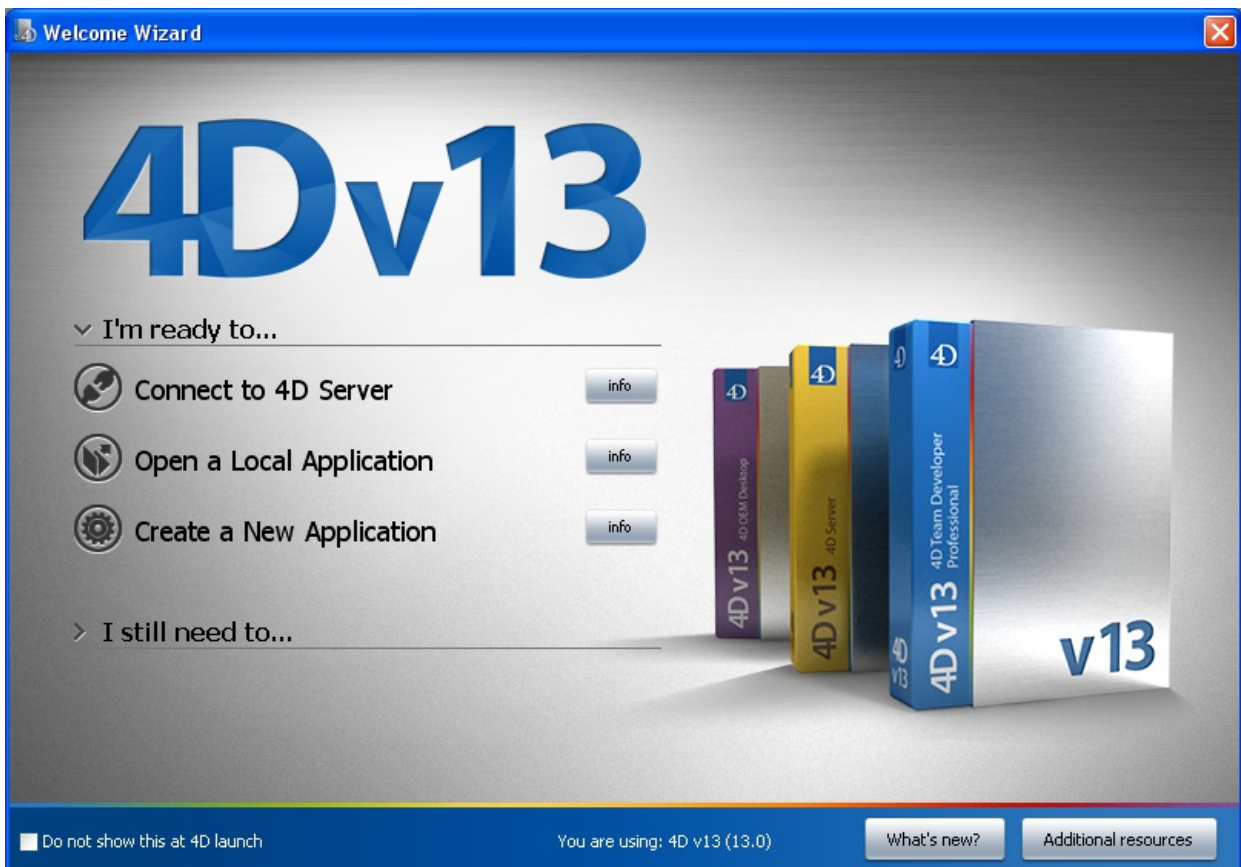 Welcome Wizard
4Dv13
I'm ready to...
Connect to 4D Server
info
Open a Local Application
info
Create a New Application
info
I still need to...
4D
4D v13 4D OEM Desktop
4D
4D v13 4D Server
4D
4D v13
4D
4D v13 4D Team Developer Professional
v13
Do not show this at 4D launch
You are using: 4D v13 (13.0)
What's new?
Additional resources